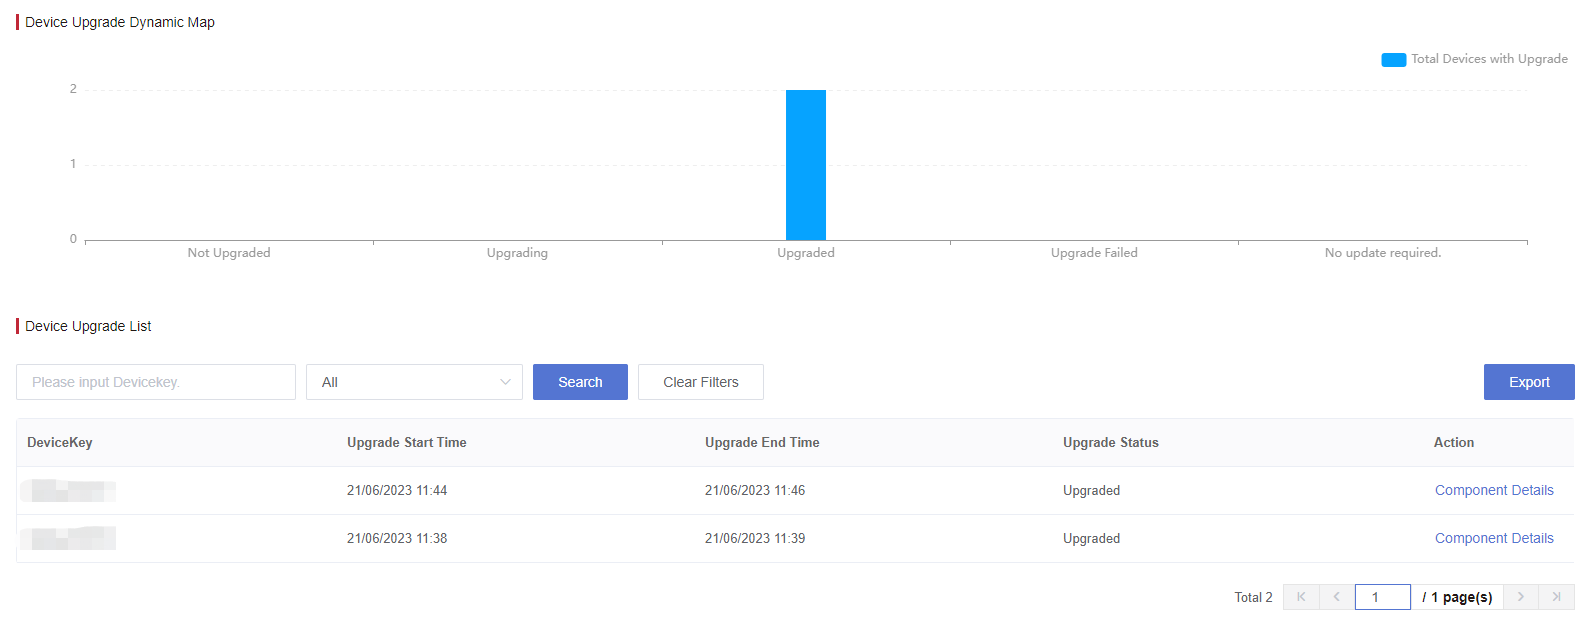 Device Upgrade Dynamic Map
Total Devices with Upgrade
2
1
0
Not Upgraded Upgrading Upgraded Upgrade Failed No update required.
Device Upgrade List
Please input Devicekey. All Search Clear Filters Export
DeviceKey Upgrade Start Time Upgrade End Time Upgrade Status Action
21/06/2023 11:44 21/06/2023 11:46 Upgraded Component Details
21/06/2023 11:38 21/06/2023 11:39 Upgraded Component Details
Total 2 1 / 1 page(s)